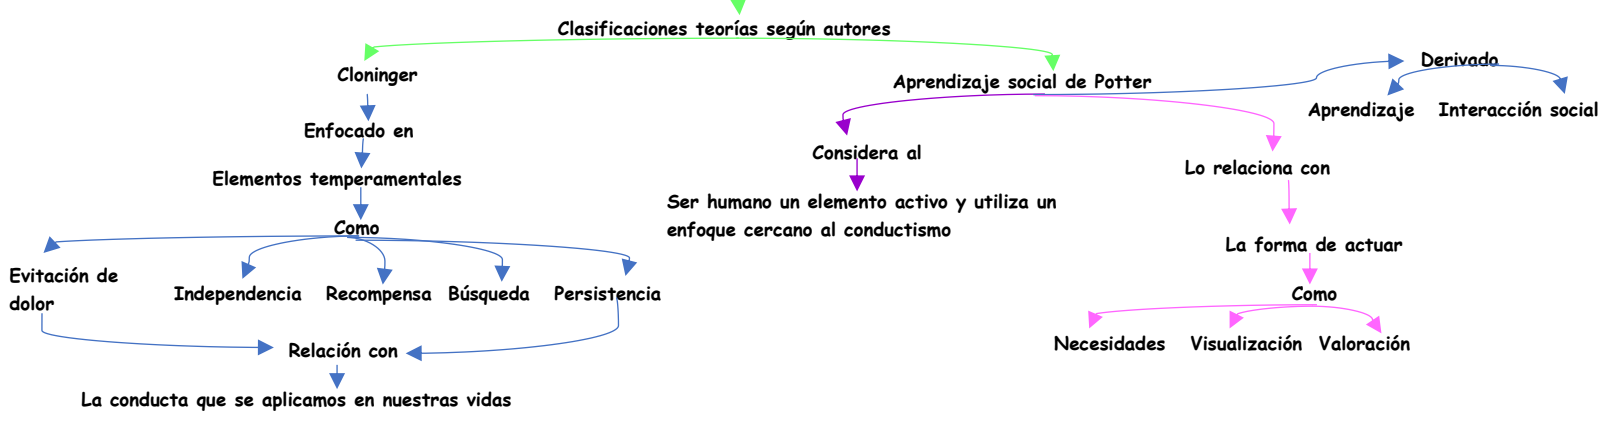 Clasificaciones teorías según autores
Cloninger
Enfocado en
Elementos temperamentales
Como
Evitación de
dolor
Independencia
Recompensa
Búsqueda
Persistencia
Relación con
La conducta que se aplicamos en nuestras vidas
Aprendizaje social de Potter
Considera al
Ser humano un elemento activo y utiliza un
enfoque cercano al conductismo
Lo relaciona con
La forma de actuar
Como
Necesidades
Visualización
Valoración
Derivado
Aprendizaje
Interacción social